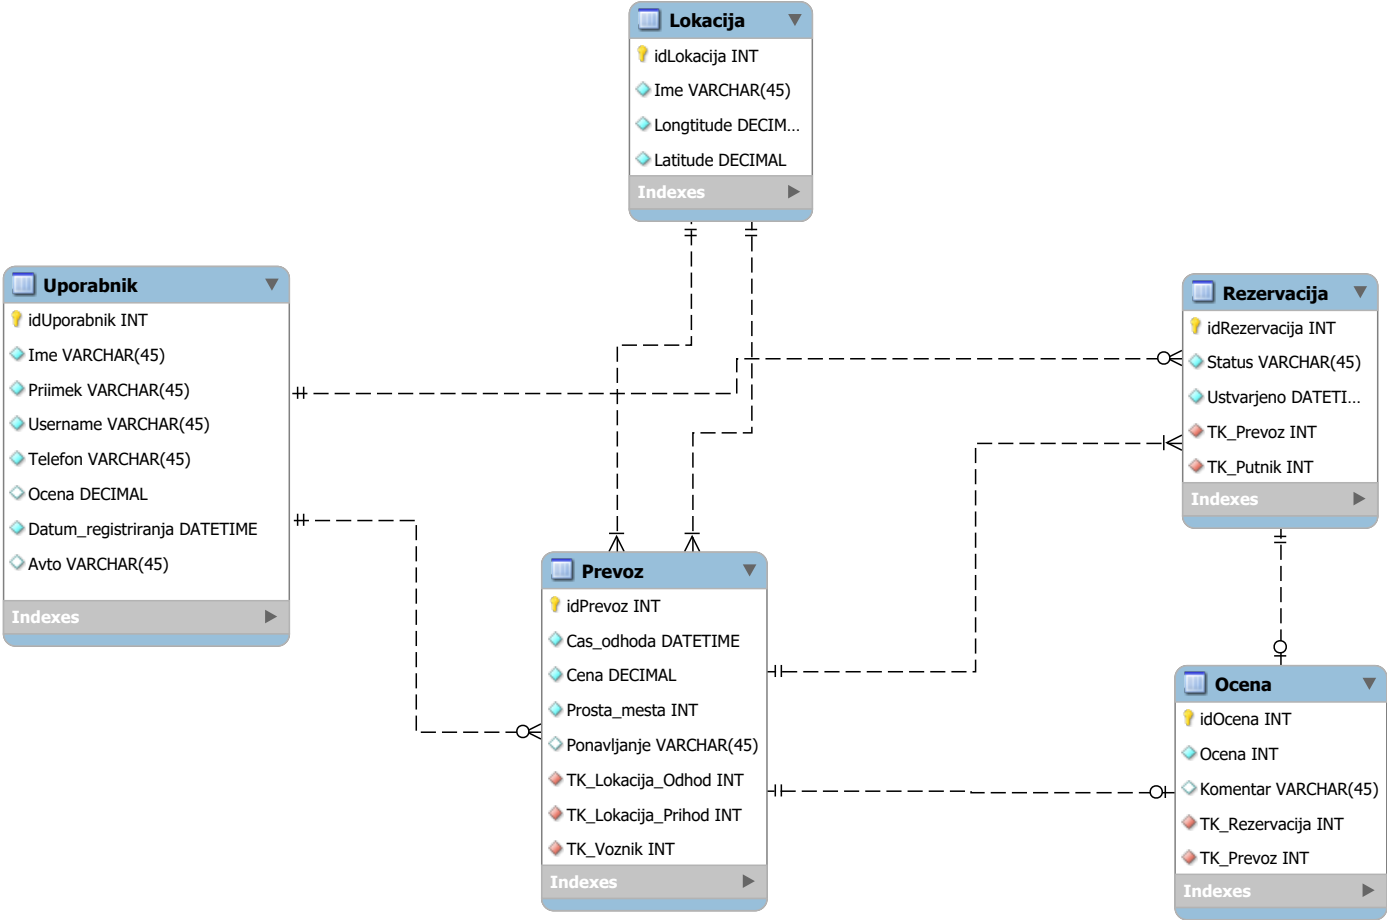 Lokacija
idLokacija INT
Ime VARCHAR(45)
Longtitude DECIM...
Latitude DECIMAL
Indexes
Uporabnik
idUporabnik INT
Ime VARCHAR(45)
Priimek VARCHAR(45)
Username VARCHAR(45)
Telefon VARCHAR(45)
Ocena DECIMAL
Datum_registriranja DATETIME
Avto VARCHAR(45)
Indexes
Rezervacija
idRezervacija INT
Status VARCHAR(45)
Ustvarjeno DATETI...
TK_Prevoz INT
TK_Putnik INT
Indexes
Prevoz
idPrevoz INT
Cas_odhoda DATETIME
Cena DECIMAL
Prosta_mesta INT
Ponavljanje VARCHAR(45)
TK_Lokacija_Odhod INT
TK_Lokacija_Prihod INT
TK_Voznik INT
Indexes
Ocena
idOcena INT
Ocena INT
Komentar VARCHAR(45)
TK_Rezervacija INT
TK_Prevoz INT
Indexes